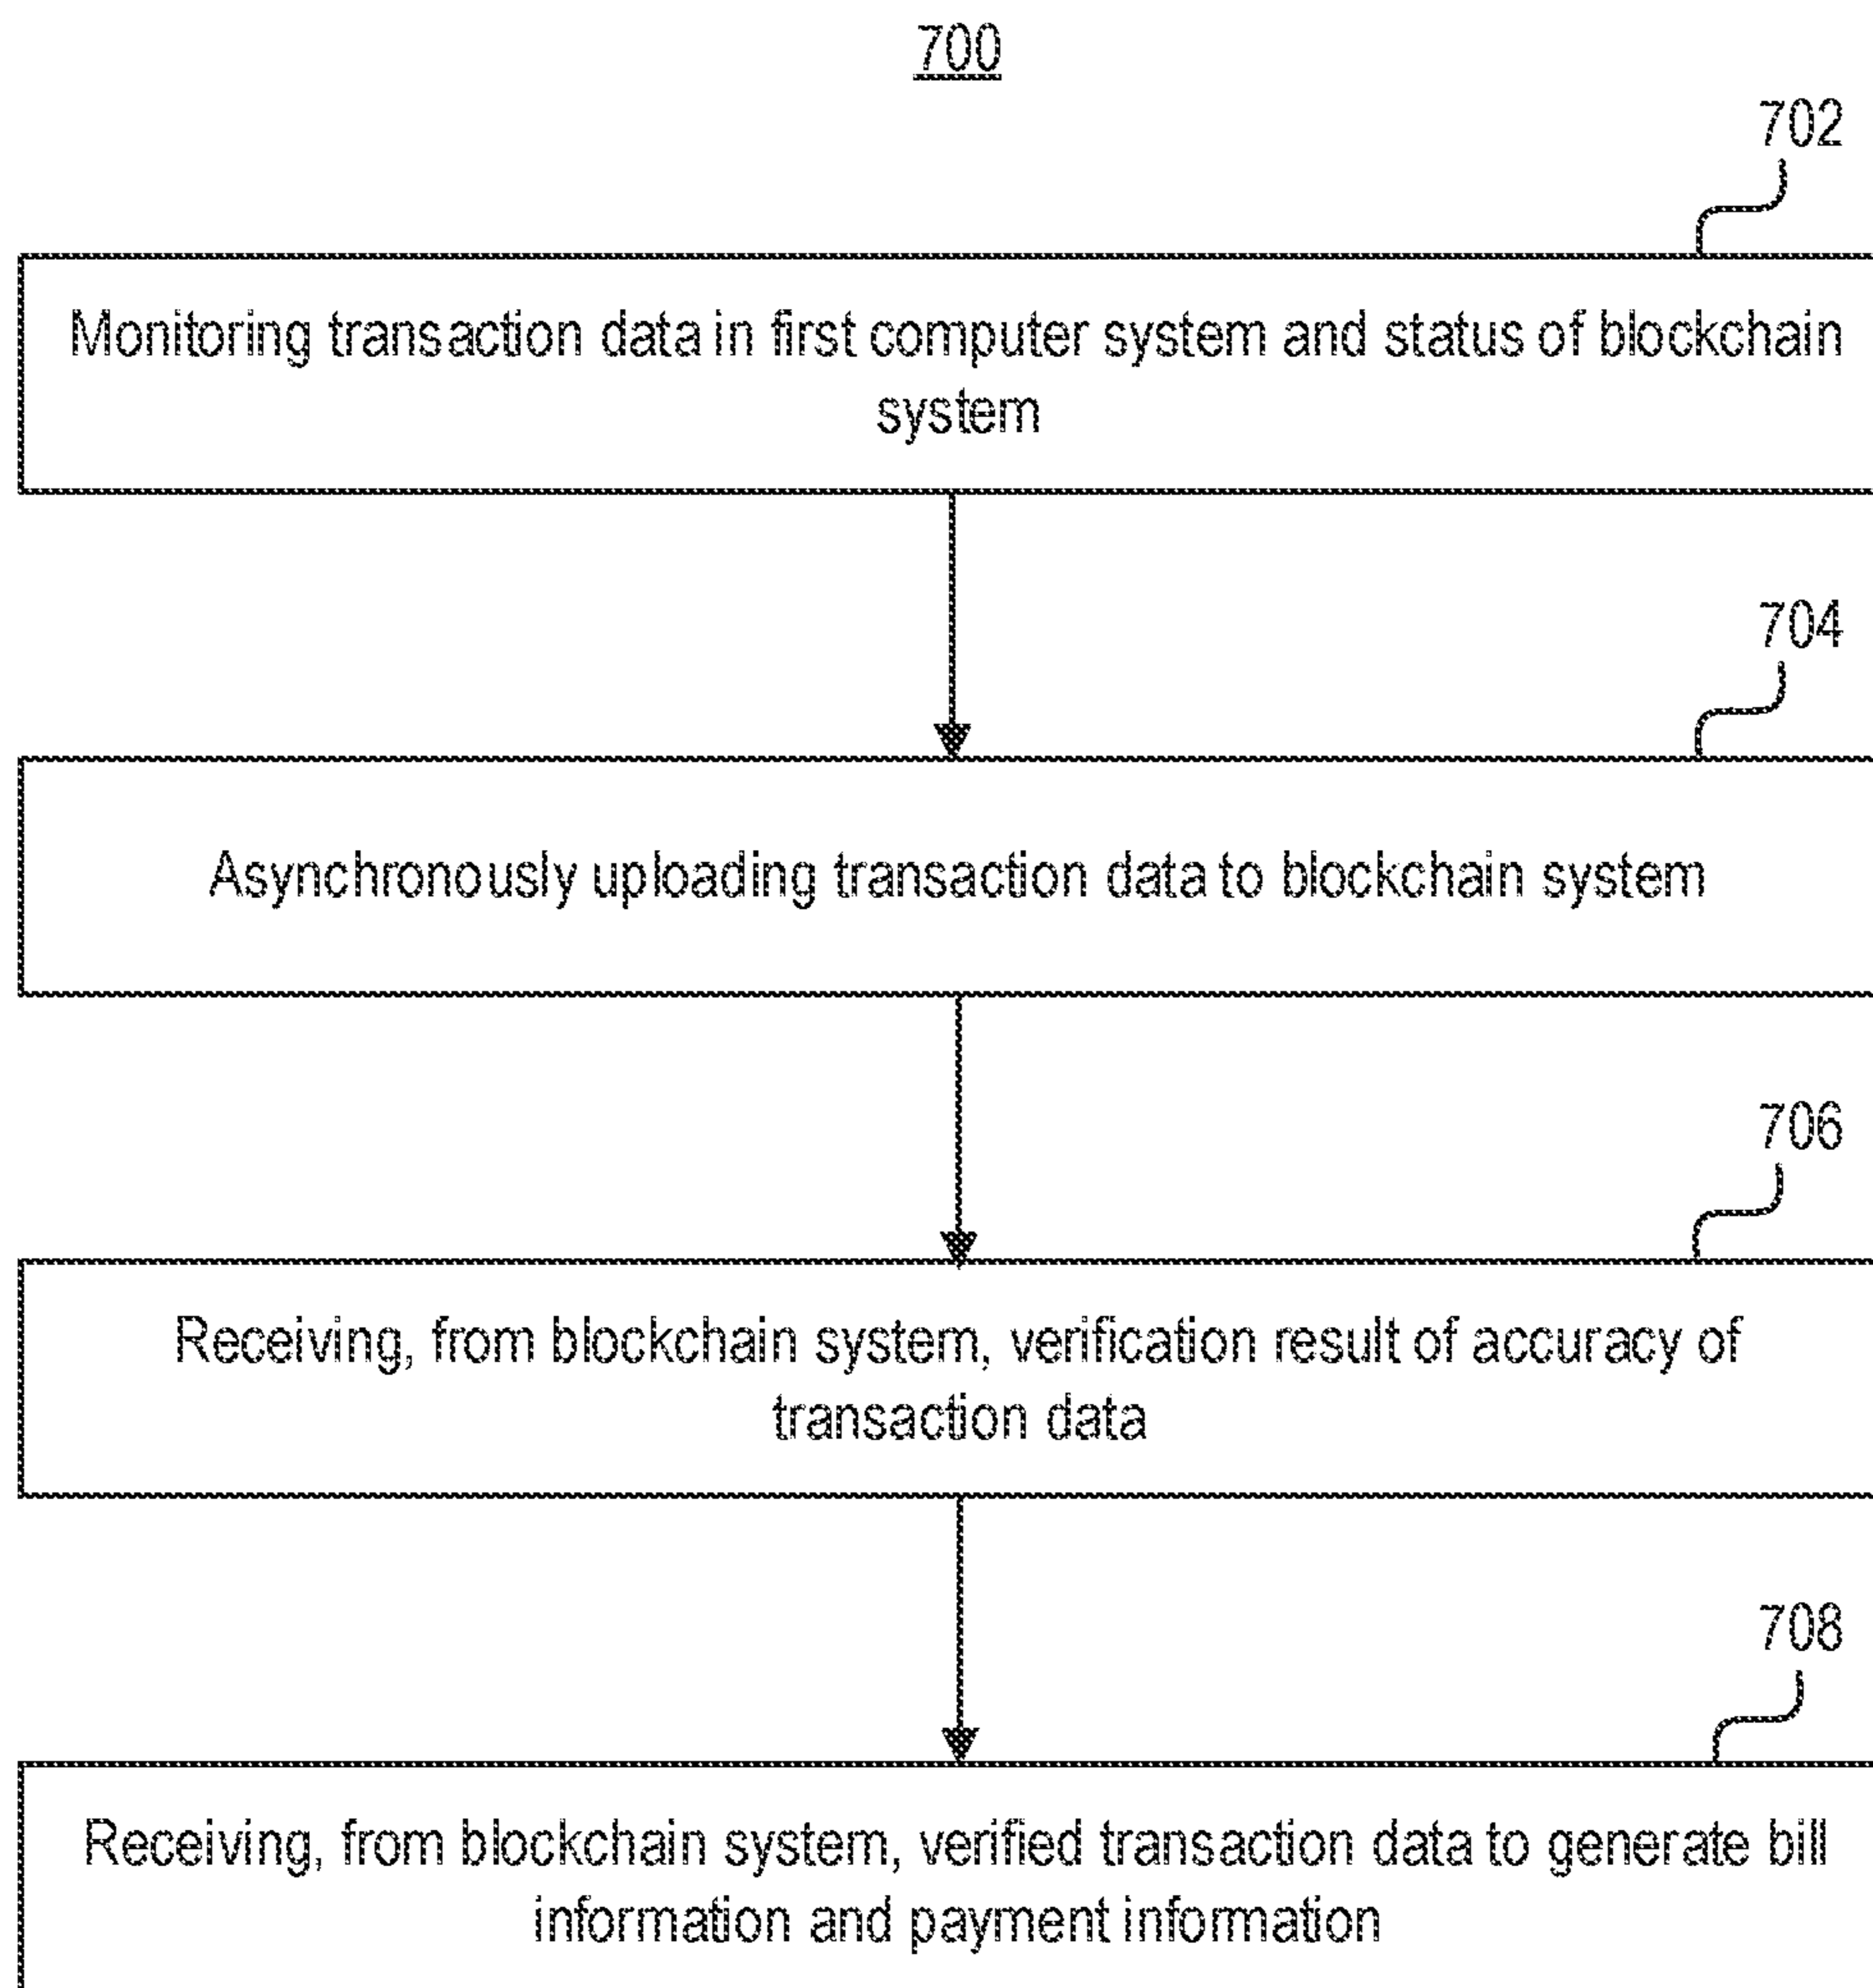 700
702
Monitoring transaction data in first computer system and status of blockchain
system
704
Asynchronously uploading transaction data to blockchain system
706
Receiving, from blockchain system, verification result of accuracy of
transaction data
708
Receiving, from blockchain system, verified transaction data to generate bill
information and payment information